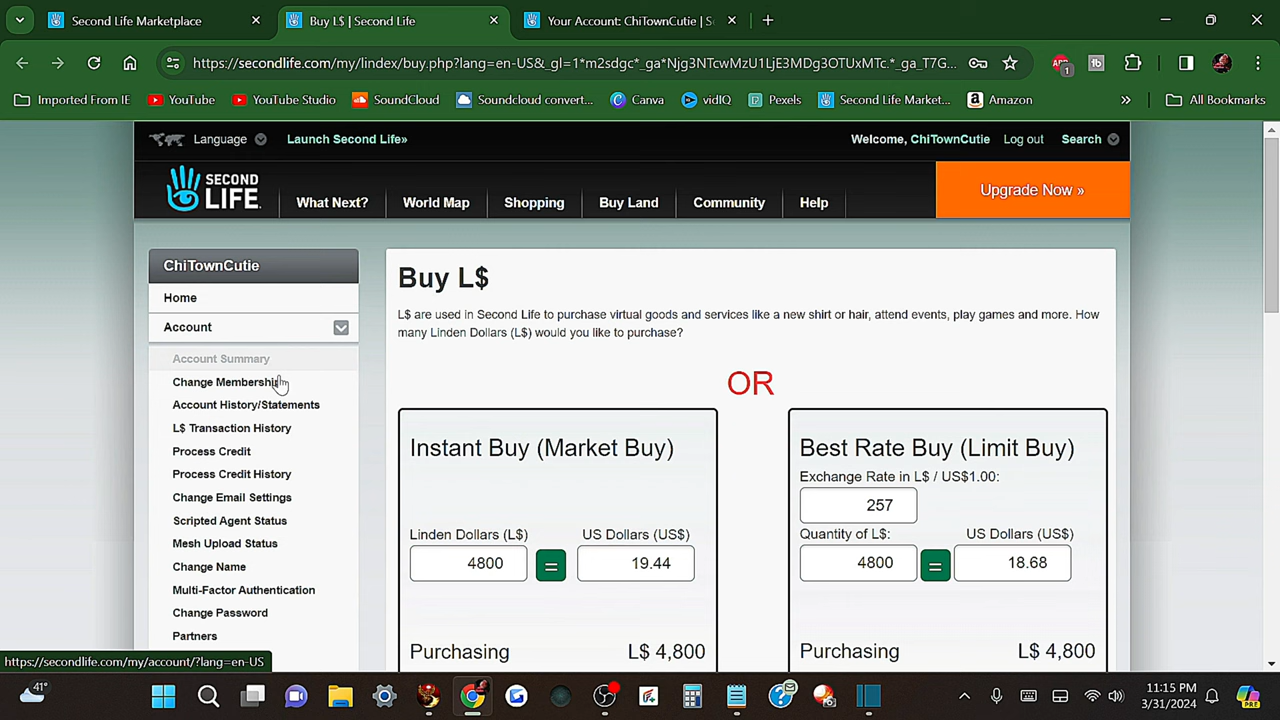 Second Life Marketplace
Buy L$ | Second Life
Your Account: ChiTownCutie | S
https://secondlife.com/my/lindex/buy.php?lang=en-US&_gl=1*m2sdgc*_ga*Njg3NTcwMzU1LjE3MDg3OTUxMTc.*_ga_T7G...
1
Imported From IE
YouTube
YouTube Studio
SoundCloud
Soundcloud convert...
Canva
vidIQ
Pexels
Second Life Market...
Amazon
»
All Bookmarks
Language
Launch Second Life»
Welcome, ChiTownCutie
Log out
Search
SECOND LIFE
What Next?
World Map
Shopping
Buy Land
Community
Help
Upgrade Now »
ChiTownCutie
Home
Account
Account Summary
Change Membership
Account History/Statements
L$ Transaction History
Process Credit
Process Credit History
Change Email Settings
Scripted Agent Status
Mesh Upload Status
Change Name
Multi-Factor Authentication
Change Password
Partners
Buy L$
L$ are used in Second Life to purchase virtual goods and services like a new shirt or hair, attend events, play games and more. How
many Linden Dollars (L$) would you like to purchase?
OR
Instant Buy (Market Buy)
Linden Dollars (L$)
US Dollars (US$)
4800
=
19.44
Purchasing
L$ 4,800
Best Rate Buy (Limit Buy)
Exchange Rate in L$ / US$1.00:
257
Quantity of L$:
US Dollars (US$)
4800
=
18.68
Purchasing
L$ 4,800
https://secondlife.com/my/account/?lang=en-US
41°
11:15 PM
3/31/2024
PRE